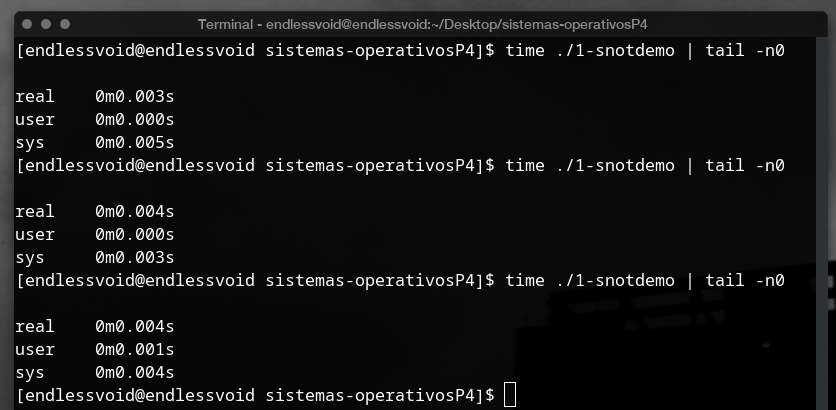 Terminal - endlessvoid@endlessvoid:~/Desktop/sistemas-operativosP4
[endlessvoid@endlessvoid sistemas-operativosP4]$ time ./1-snotdemo | tail -n0
real    0m0.003s
user    0m0.000s
sys     0m0.005s
[endlessvoid@endlessvoid sistemas-operativosP4]$ time ./1-snotdemo | tail -n0
real    0m0.004s
user    0m0.000s
sys     0m0.003s
[endlessvoid@endlessvoid sistemas-operativosP4]$ time ./1-snotdemo | tail -n0
real    0m0.004s
user    0m0.001s
sys     0m0.004s
[endlessvoid@endlessvoid sistemas-operativosP4]$